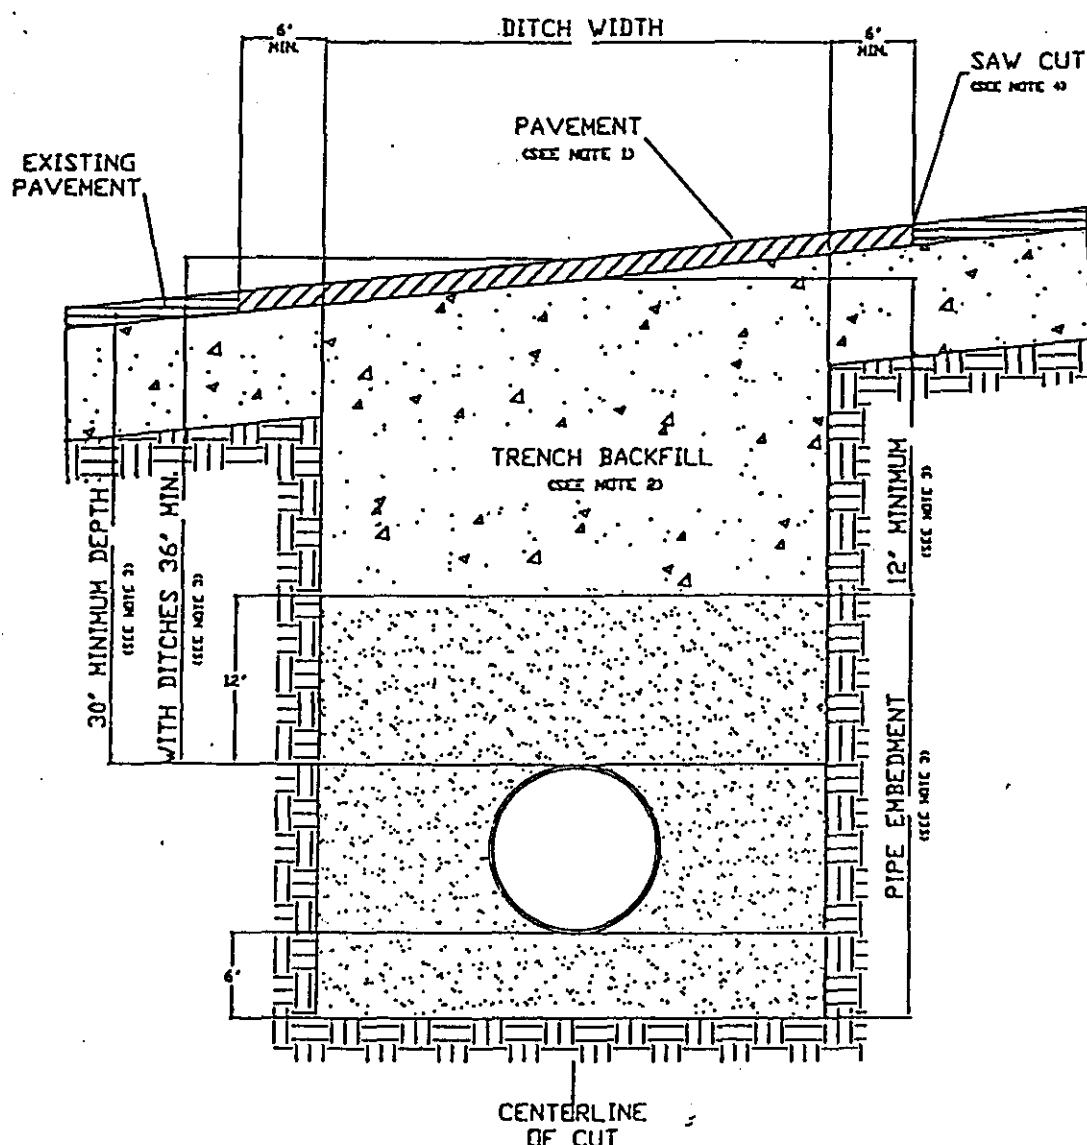 6"
MIN.
DITCH WIDTH
6"
MIN.
SAW CUT
(SEE NOTE 4)
PAVEMENT
(SEE NOTE 1)
EXISTING
PAVEMENT
TRENCH BACKFILL
(SEE NOTE 2)
30" MINIMUM DEPTH
(SEE NOTE 3)
WITH DITCHES 36" MIN.
(SEE NOTE 3)
12" MINIMUM
(SEE NOTE 3)
12"
PIPE EMBEDMENT
(SEE NOTE 3)
6"
CENTERLINE
OF CUT